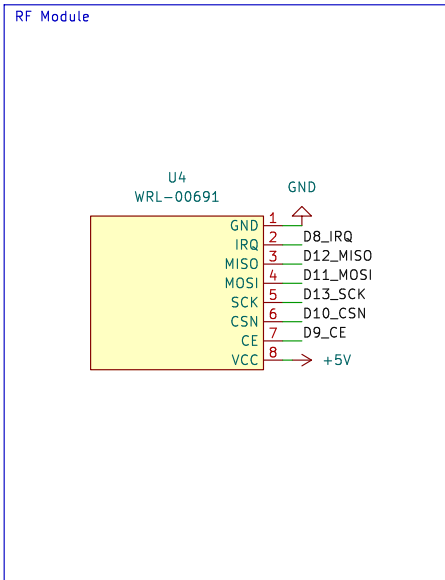 RF Module
U4
WRL-00691
GND
GND 1
IRQ 2 D8_IRQ
MISO 3 D12_MISO
MOSI 4 D11_MOSI
SCK 5 D13_SCK
CSN 6 D10_CSN
CE 7 D9_CE
VCC 8 +5V